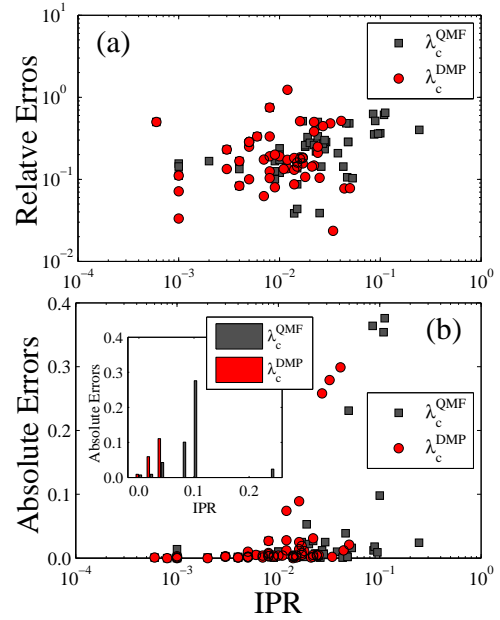 (a)
λ_c^QMF
λ_c^DMP
Relatve Erros
10^1
10^0
10^-1
10^-2
10^-4
10^-3
10^-2
10^-1
10^0
(b)
λ_c^QMF
λ_c^DMP
Absolute Errors
0.4
0.3
0.2
0.1
0.0
λ_c^QMF
λ_c^DMP
Absolute Errors
0.4
0.3
0.2
0.1
0.0
0.0
0.1
0.2
IPR
10^-4
10^-3
10^-2
10^-1
10^0
IPR